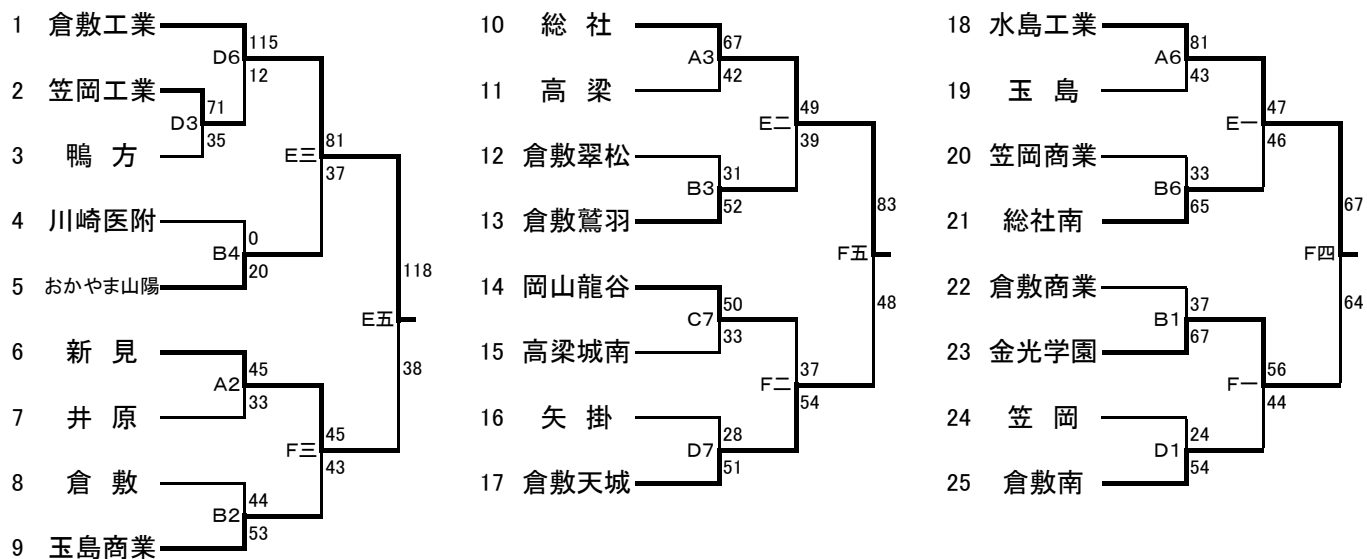 1 倉敷工業
115
D6
12
2 笠岡工業
71
D3
35
3 鴨 方
81
E三
37
4 川崎医附
0
B4
20
5 おかやま山陽
118
E五
38
6 新 見
45
A2
33
7 井 原
45
F三
43
8 倉 敷
44
B2
53
9 玉島商業
10 総 社
67
A3
42
11 高 梁
49
E二
39
12 倉敷翠松
31
B3
52
13 倉敷鷲羽
83
F五
48
14 岡山龍谷
50
C7
33
15 高梁城南
37
F二
54
16 矢 掛
28
D7
51
17 倉敷天城
18 水島工業
81
A6
43
19 玉 島
47
E一
46
20 笠岡商業
33
B6
65
21 総社南
67
F四
64
22 倉敷商業
37
B1
67
23 金光学園
56
F一
44
24 笠 岡
24
D1
54
25 倉敷南